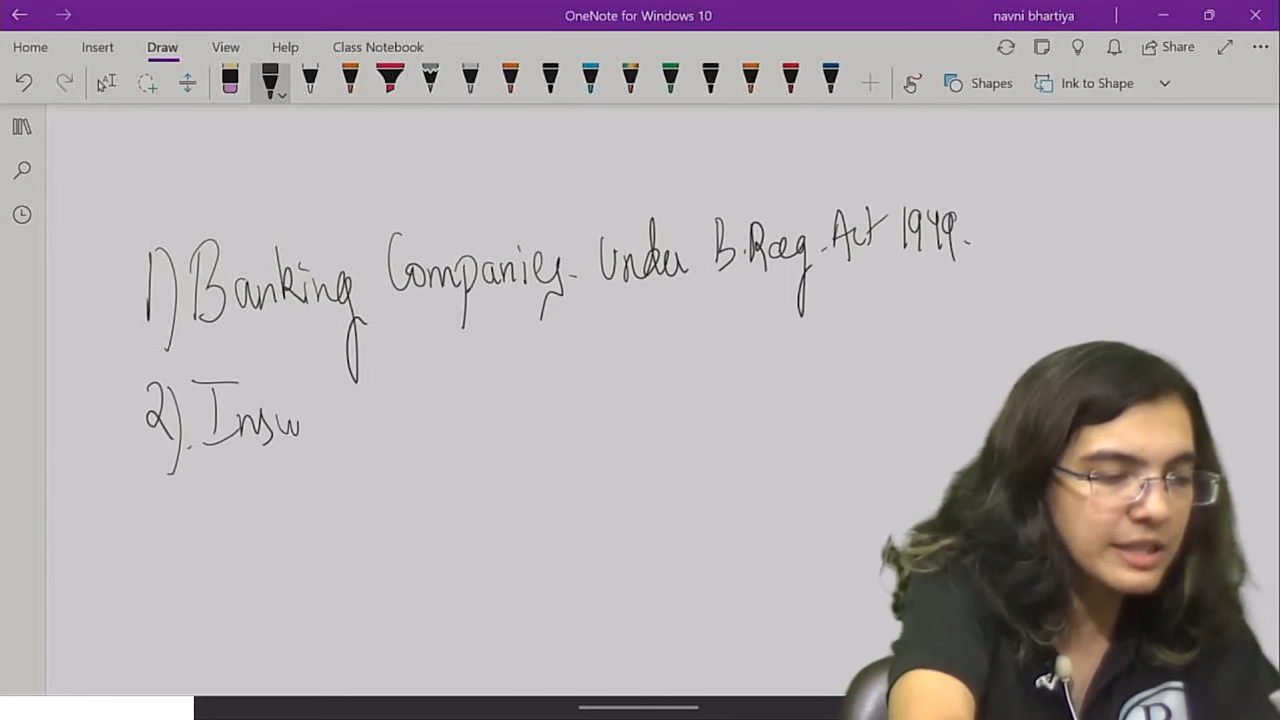 OneNote for Windows 10
navni bhartiya
Home Insert Draw View Help Class Notebook
Share
Shapes
Ink to Shape
1) Banking Companies. Under B. Reg. Act 1949.
2). Insu